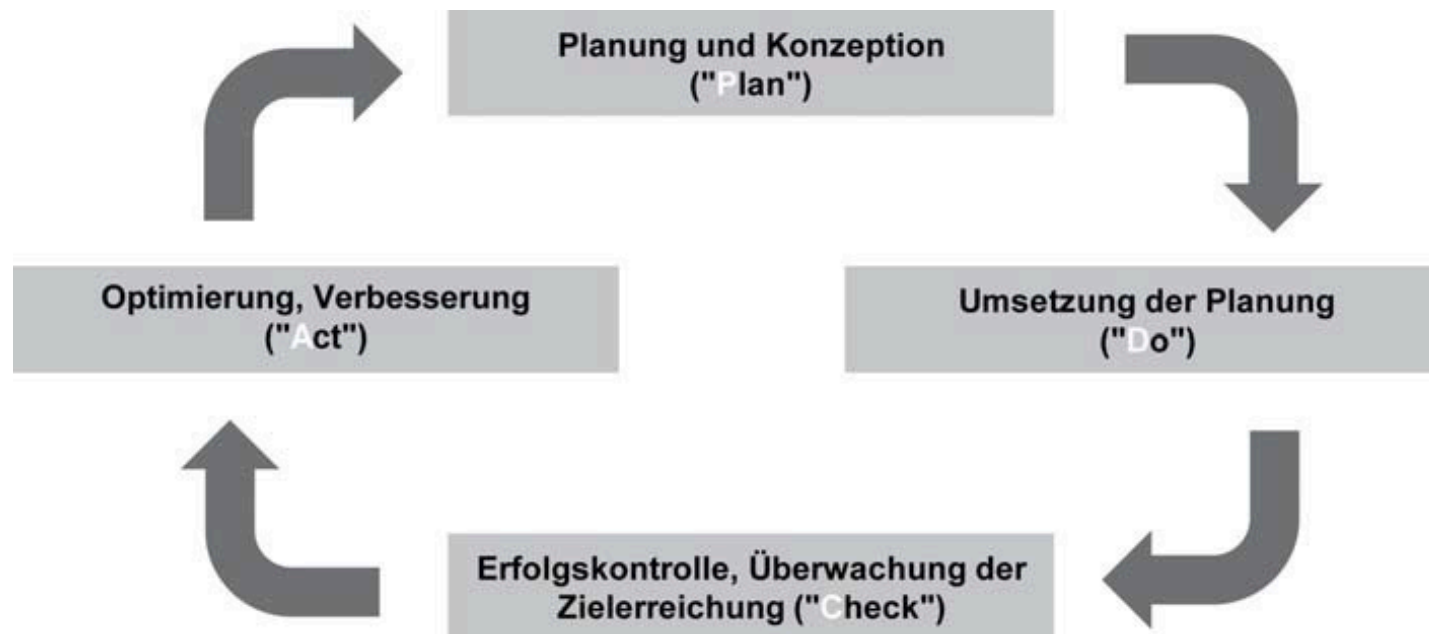 Planung und Konzeption
("Plan")
Optimierung, Verbesserung
("Act")
Umsetzung der Planung
("Do")
Erfolgskontrolle, Überwachung der
Zielerreichung ("Check")